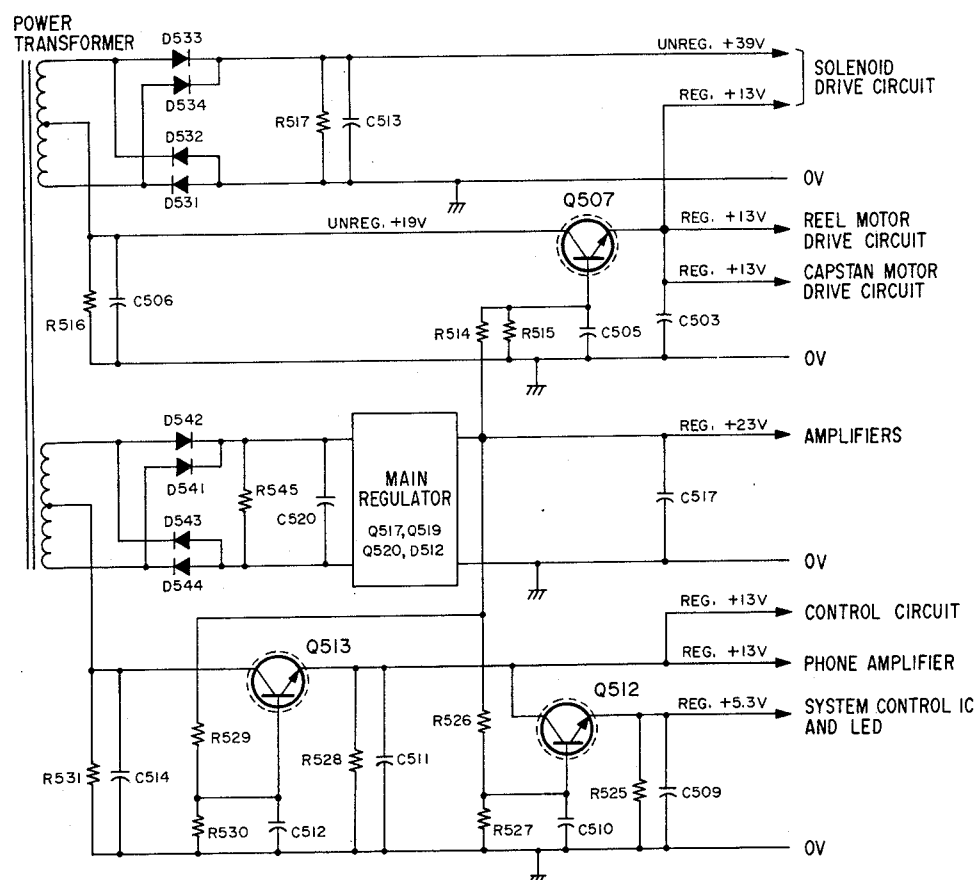 POWER
TRANSFORMER
D533
UNREG. +39V
SOLENOID
DRIVE CIRCUIT
D534
REG. +13V
R517
C513
D532
D531
0V
Q507
UNREG. +19V
REG. +13V
REEL MOTOR
DRIVE CIRCUIT
REG. +13V
CAPSTAN MOTOR
DRIVE CIRCUIT
R516
C506
R514
R515
C505
C503
0V
D542
REG. +23V
AMPLIFIERS
D541
R545
C520
MAIN
REGULATOR
Q517, Q519
Q520, D512
C517
D543
D544
0V
REG. +13V
CONTROL CIRCUIT
Q513
REG. +13V
PHONE AMPLIFIER
Q512
REG. +5.3V
SYSTEM CONTROL IC
AND LED
R529
R528
C511
R526
R531
C514
R525
C509
R530
C512
R527
C510
0V